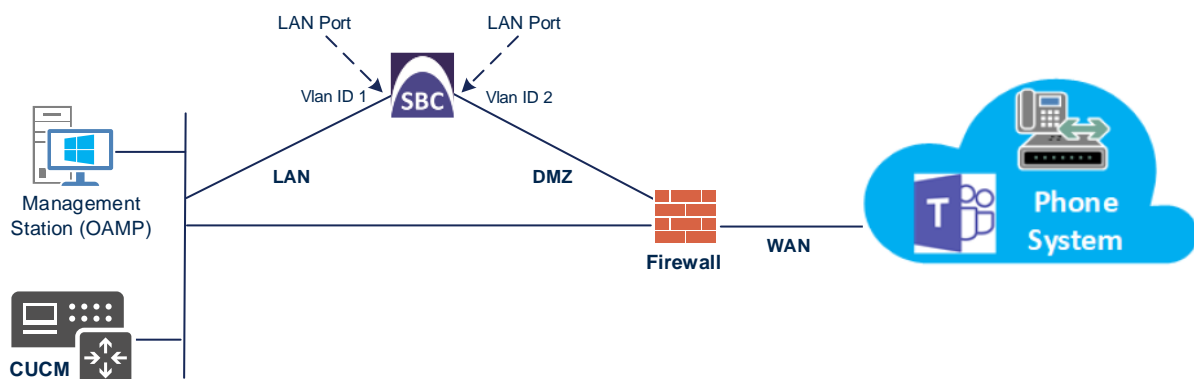 LAN Port
LAN Port
Vlan ID 1
SBC
Vlan ID 2
Management
Station (OAMP)
LAN
DMZ
Firewall
WAN
T
Phone
System
CUCM